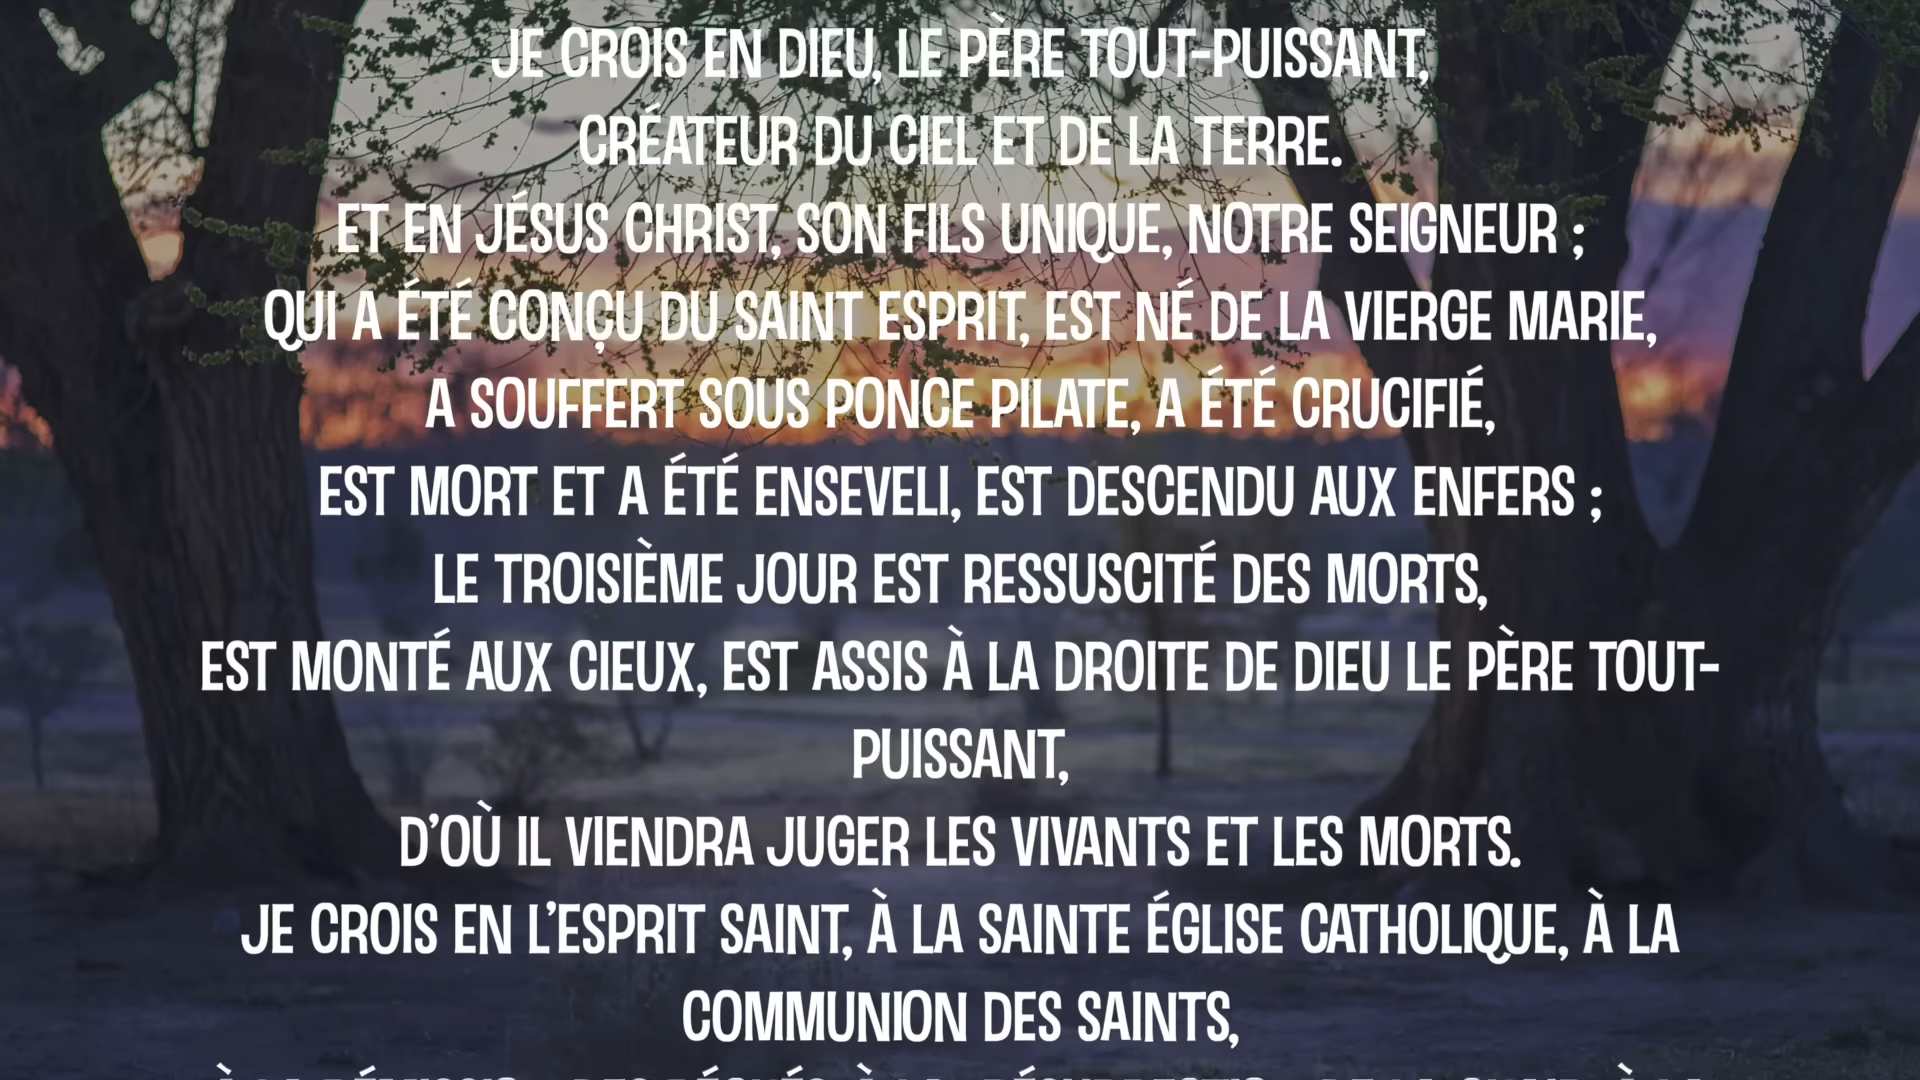 JE CROIS EN DIEU, LE PÈRE TOUT-PUISSANT,
CRÉATEUR DU CIEL ET DE LA TERRE.
ET EN JÉSUS CHRIST, SON FILS UNIQUE, NOTRE SEIGNEUR ;
QUI A ÉTÉ CONÇU DU SAINT ESPRIT, EST NÉ DE LA VIERGE MARIE,
A SOUFFERT SOUS PONCE PILATE, A ÉTÉ CRUCIFIÉ,
EST MORT ET A ÉTÉ ENSEVELI, EST DESCENDU AUX ENFERS ;
LE TROISIÈME JOUR EST RESSUSCITÉ DES MORTS,
EST MONTÉ AUX CIEUX, EST ASSIS À LA DROITE DE DIEU LE PÈRE TOUT-
PUISSANT,
D’OÙ IL VIENDRA JUGER LES VIVANTS ET LES MORTS.
JE CROIS EN L’ESPRIT SAINT, À LA SAINTE ÉGLISE CATHOLIQUE, À LA
COMMUNION DES SAINTS,